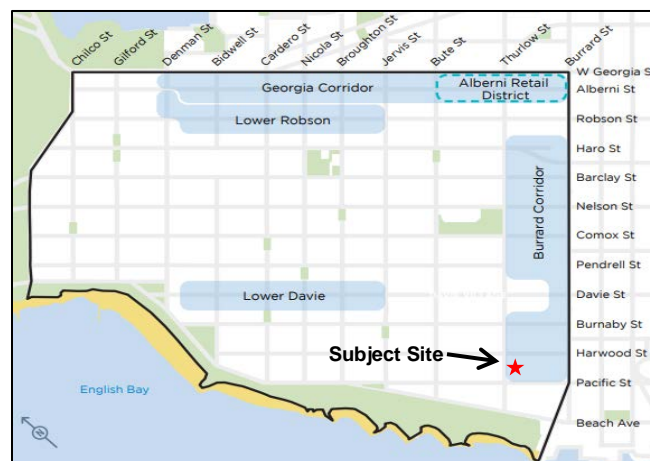 Chilco St
Gilford St
Denman St
Bidwell St
Cardero St
Nicola St
Broughton St
Jervis St
Bute St
Thurlow St
Burrard St
W Georgia S
Georgia Corridor
Alberni Retail
District
Alberni St
Lower Robson
Robson St
Haro St
Barclay St
Nelson St
Burrard Corridor
Comox St
Pendrell St
Lower Davie
Davie St
Burnaby St
Subject Site
Harwood St
English Bay
Pacific St
Beach Ave
N